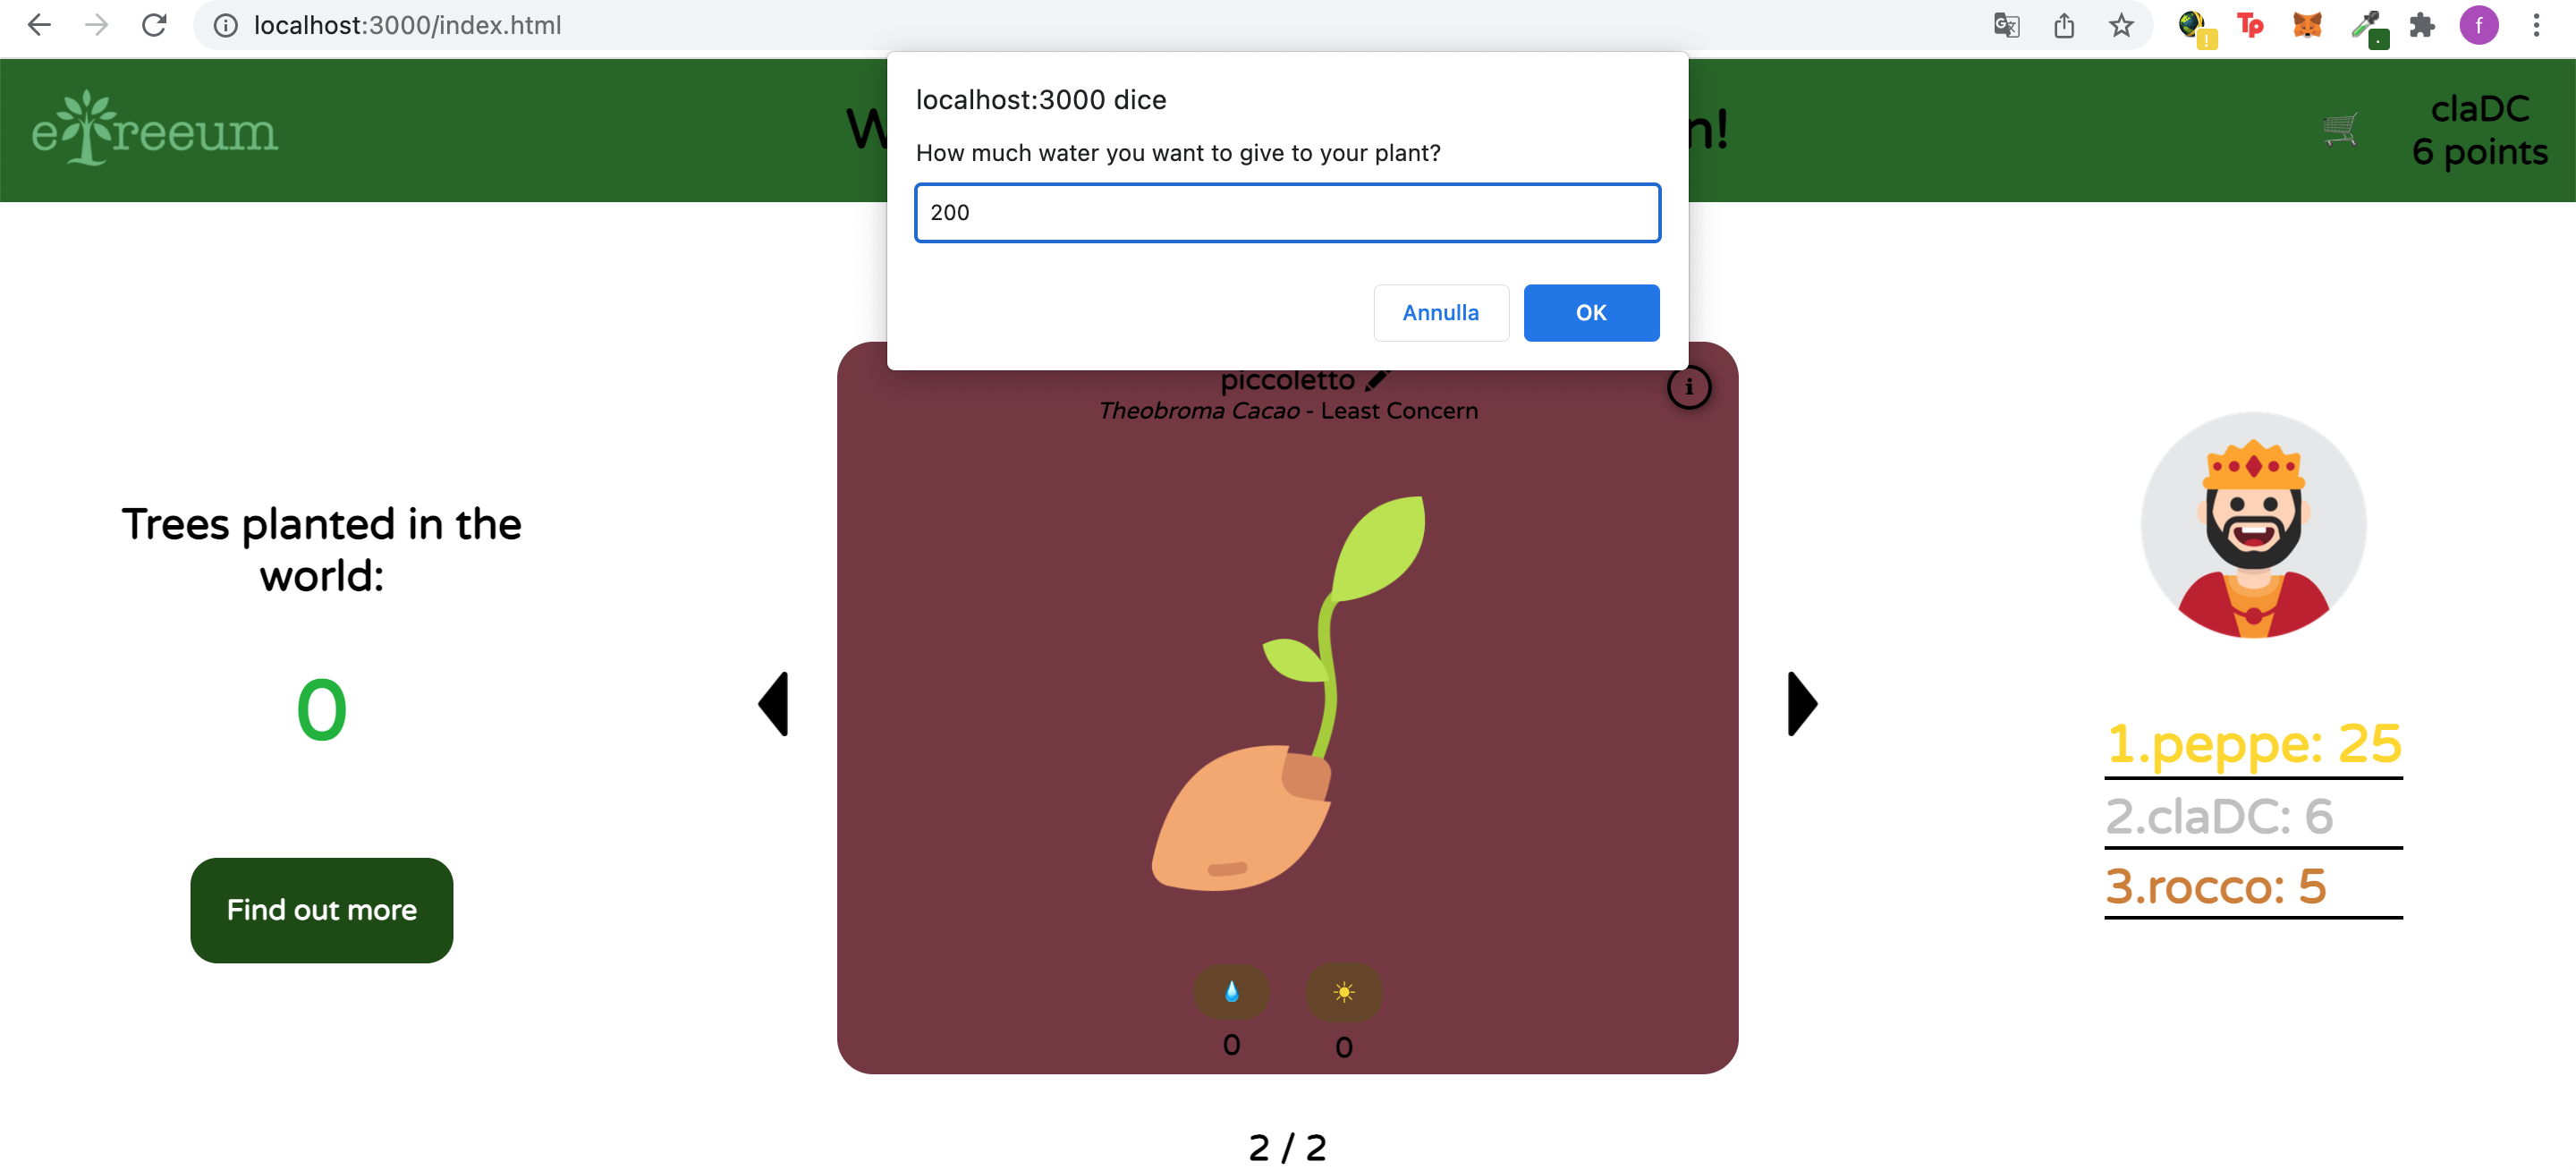 localhost:3000/index.html
localhost:3000 dice
How much water you want to give to your plant?
200
Annulla
OK
etreeum
n!
claDC
6 points
Trees planted in the
world:
0
Find out more
piccoletto
Theobroma Cacao - Least Concern
i
0
0
2 / 2
1.peppe: 25
2.claDC: 6
3.rocco: 5
Tp
f